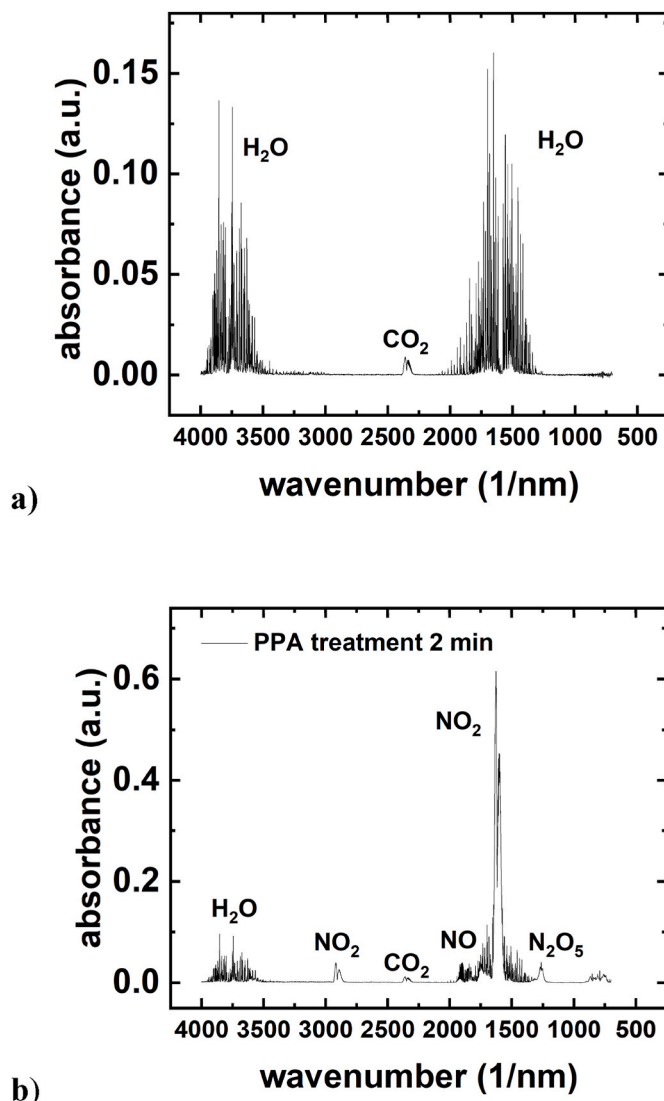 0.15
0.10
0.05
0.00
absorbance (a.u.)
H₂O
H₂O
CO₂
4000 3500 3000 2500 2000 1500 1000 500
wavenumber (1/nm)
a)
PPA treatment 2 min
0.6
0.4
0.2
0.0
absorbance (a.u.)
NO₂
H₂O
NO₂
CO₂
NO
N₂O₅
4000 3500 3000 2500 2000 1500 1000 500
wavenumber (1/nm)
b)